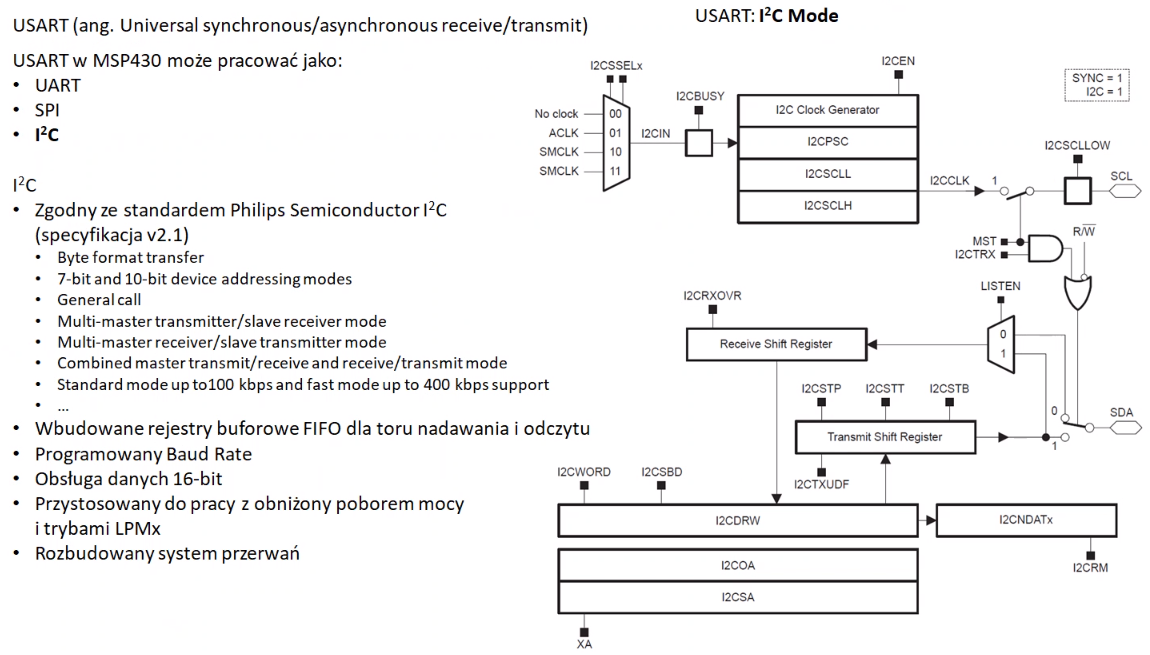 USART (ang. Universal synchronous/asynchronous receive/transmit)
USART w MSP430 może pracować jako:
• UART
• SPI
• I²C
I²C
• Zgodny ze standardem Philips Semiconductor I²C
(specyfikacja v2.1)
• Byte format transfer
• 7-bit and 10-bit device addressing modes
• General call
• Multi-master transmitter/slave receiver mode
• Multi-master receiver/slave transmitter mode
• Combined master transmit/receive and receive/transmit mode
• Standard mode up to100 kbps and fast mode up to 400 kbps support
• ...
• Wbudowane rejestry buforowe FIFO dla toru nadawania i odczytu
• Programowany Baud Rate
• Obsługa danych 16-bit
• Przystosowany do pracy z obniżony poborem mocy
i trybami LPMx
• Rozbudowany system przerwań
USART: I²C Mode
I2CSSELx
I2CEN
SYNC = 1
I2C = 1
I2CBUSY
No clock
00
ACLK
01
SMCLK
10
SMCLK
11
I2CIN
I2C Clock Generator
I2CPSC
I2CSCLL
I2CSCLH
I2CCLK
1
I2CSCLLOW
SCL
MST
I2CTRX
R/W̅
LISTEN
0
1
I2CRXOVR
Receive Shift Register
I2CSTP
I2CSTT
I2CSTB
Transmit Shift Register
I2CTXUDF
0
1
SDA
I2CWORD
I2CSBD
I2CDRW
I2CNDATx
I2CRM
I2COA
I2CSA
XA